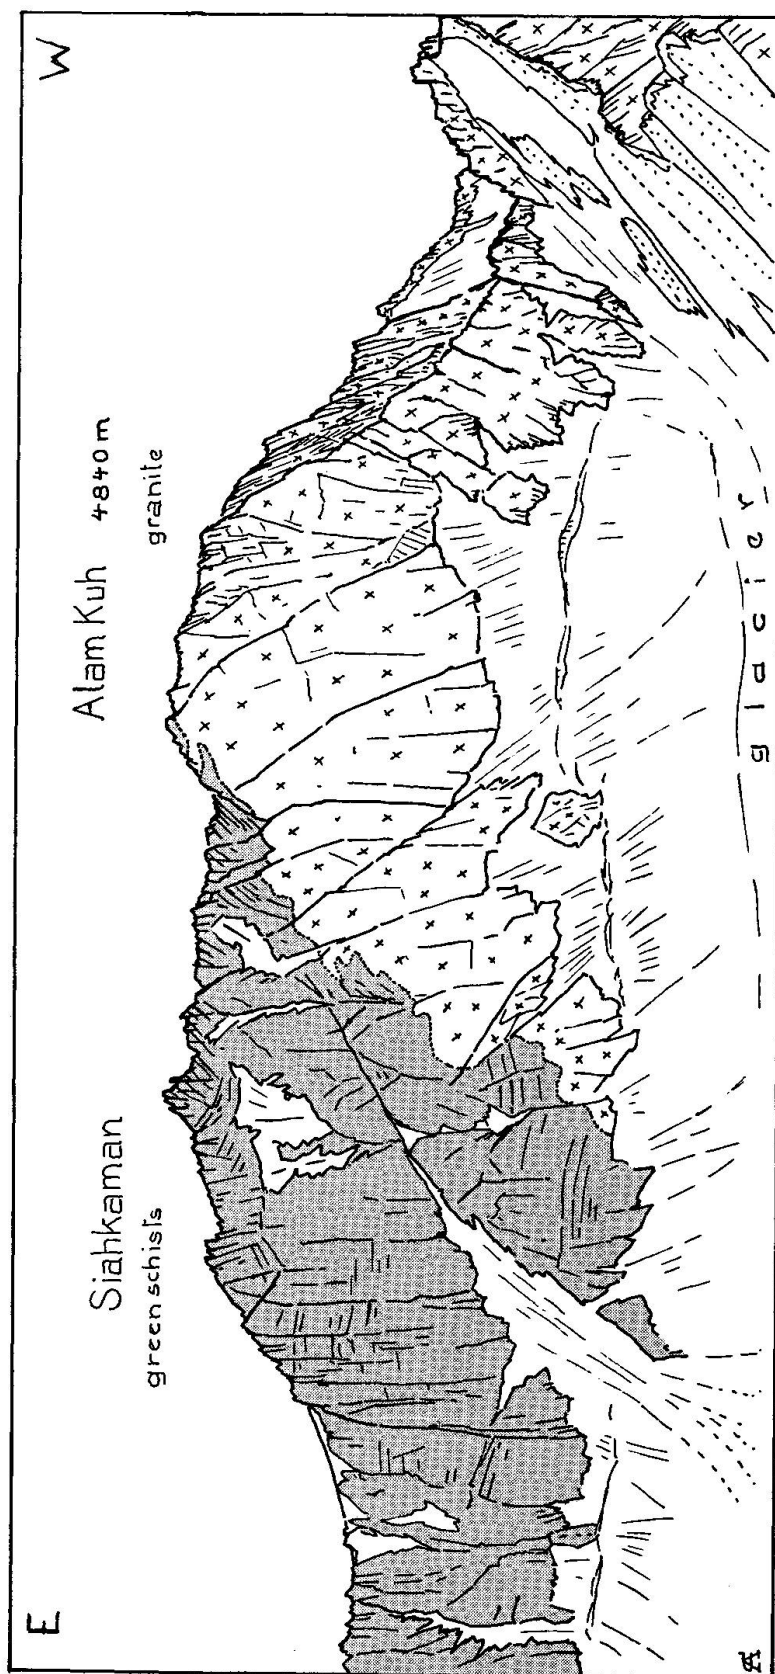 E
W
Siahkaman
green schists
Alam Kuh 4840 m
granite
glacier